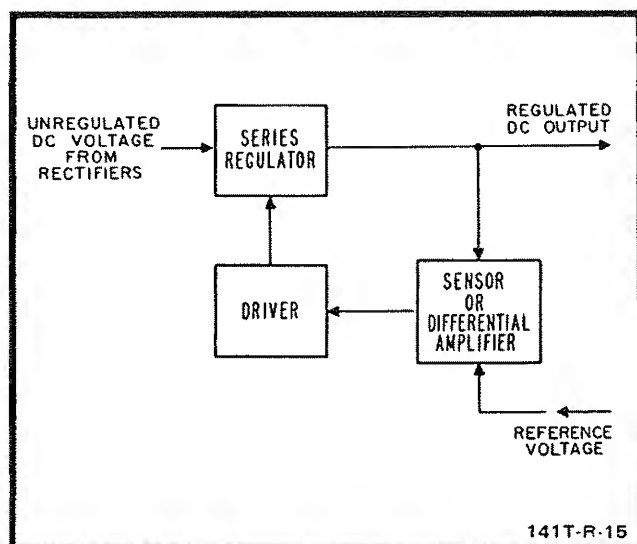 UNREGULATED
DC VOLTAGE
FROM
RECTIFIERS
SERIES
REGULATOR
REGULATED
DC OUTPUT
DRIVER
SENSOR
OR
DIFFERENTIAL
AMPLIFIER
REFERENCE
VOLTAGE
141T-R-15